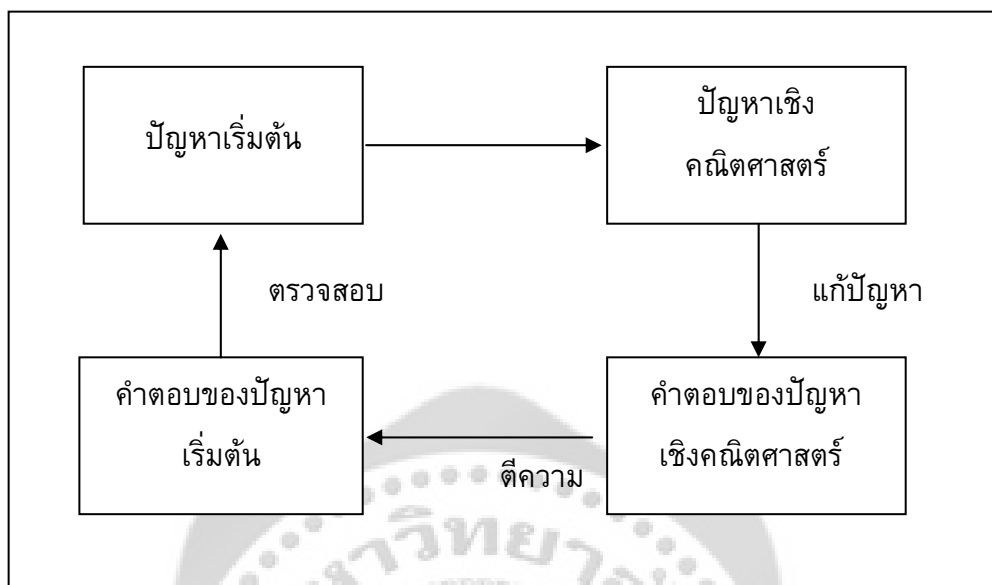 ปัญหาเริ่มต้น
ปัญหาเชิง
คณิตศาสตร์
ตรวจสอบ
แก้ปัญหา
คำตอบของปัญหา
เริ่มต้น
ตีความ
คำตอบของปัญหา
เชิงคณิตศาสตร์